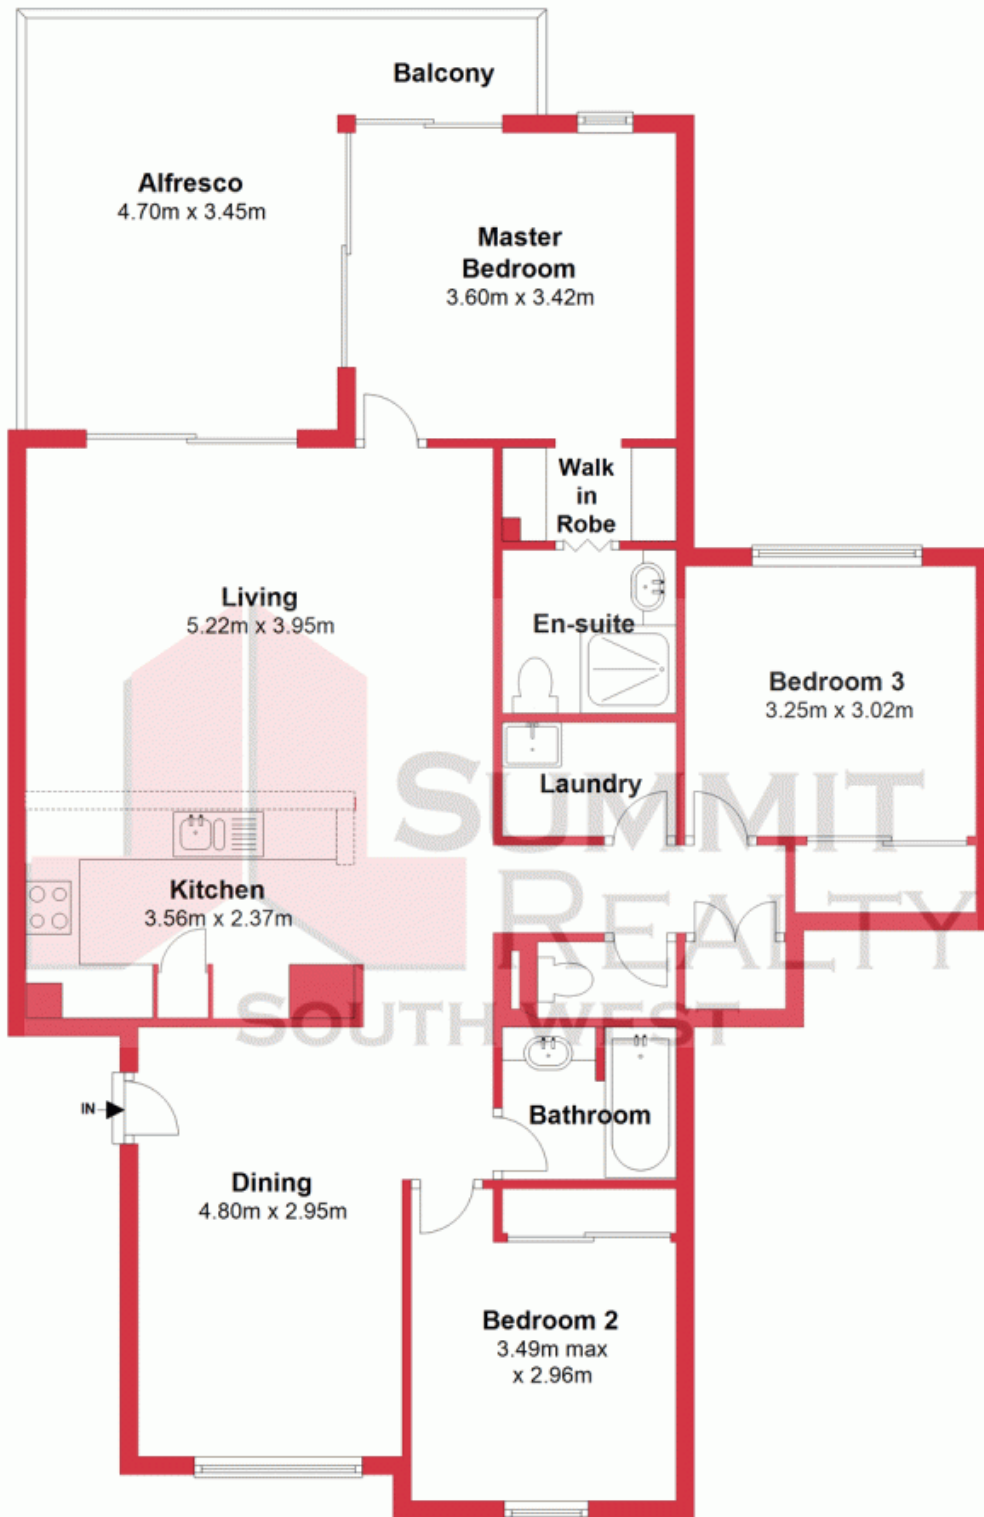 Balcony
Alfresco
4.70m x 3.45m
Master
Bedroom
3.60m x 3.42m
Walk
in
Robe
Living
5.22m x 3.95m
En-suite
Bedroom 3
3.25m x 3.02m
Laundry
SUMMIT
REALTY
SOUTH WEST
Kitchen
3.56m x 2.37m
IN
Bathroom
Dining
4.80m x 2.95m
Bedroom 2
3.49m max
x 2.96m